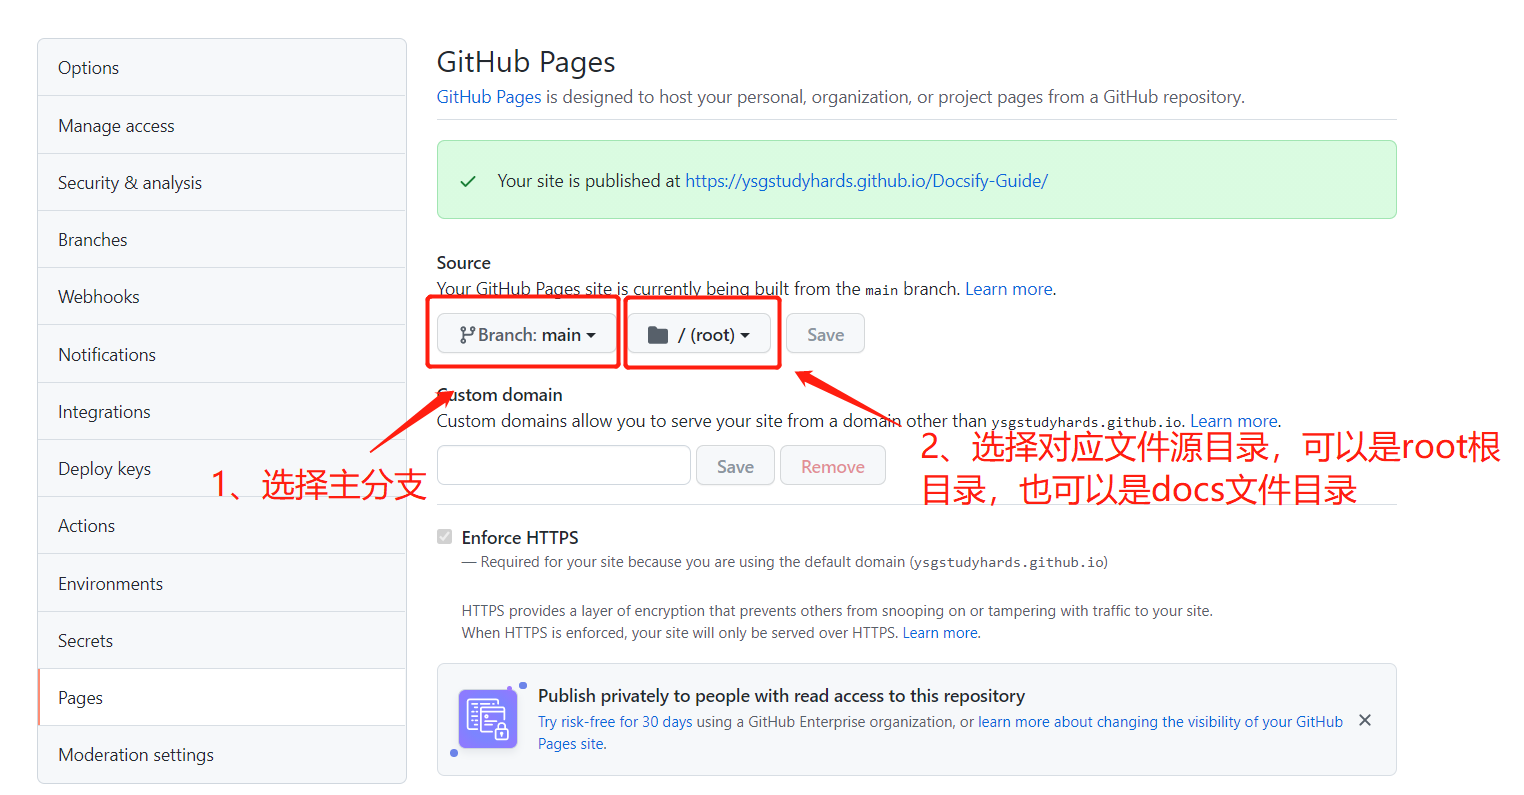 Options
Manage access
Security & analysis
Branches
Webhooks
Notifications
Integrations
Deploy keys
Actions
Environments
Secrets
Pages
Moderation settings
GitHub Pages
GitHub Pages is designed to host your personal, organization, or project pages from a GitHub repository.
Your site is published at https://ysgstudyhards.github.io/Docsify-Guide/
Source
Your GitHub Pages site is currently being built from the main branch. Learn more.
Branch: main
/ (root)
Save
Custom domain
Custom domains allow you to serve your site from a domain other than ysgstudyhards.github.io. Learn more.
Save
Remove
1、选择主分支
2、选择对应文件源目录，可以是root根
目录，也可以是docs文件目录
Enforce HTTPS
— Required for your site because you are using the default domain (ysgstudyhards.github.io)
HTTPS provides a layer of encryption that prevents others from snooping on or tampering with traffic to your site.
When HTTPS is enforced, your site will only be served over HTTPS. Learn more.
Publish privately to people with read access to this repository
Try risk-free for 30 days using a GitHub Enterprise organization, or learn more about changing the visibility of your GitHub
Pages site.